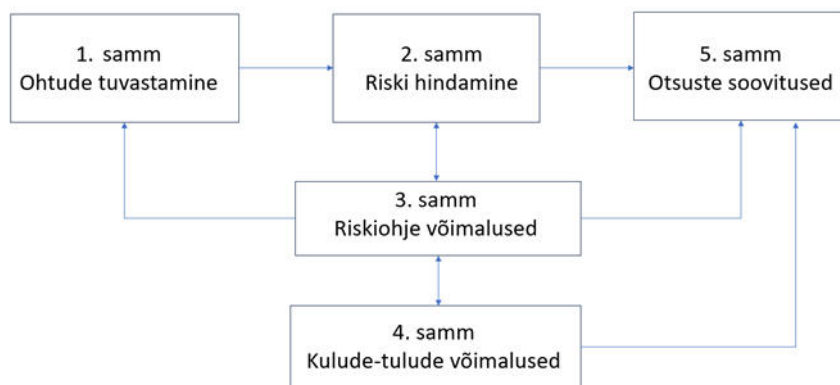 1. samm
Ohtude tuvastamine
2. samm
Riski hindamine
5. samm
Otsuste soovitused
3. samm
Riskiohje võimalused
4. samm
Kulude-tulude võimalused